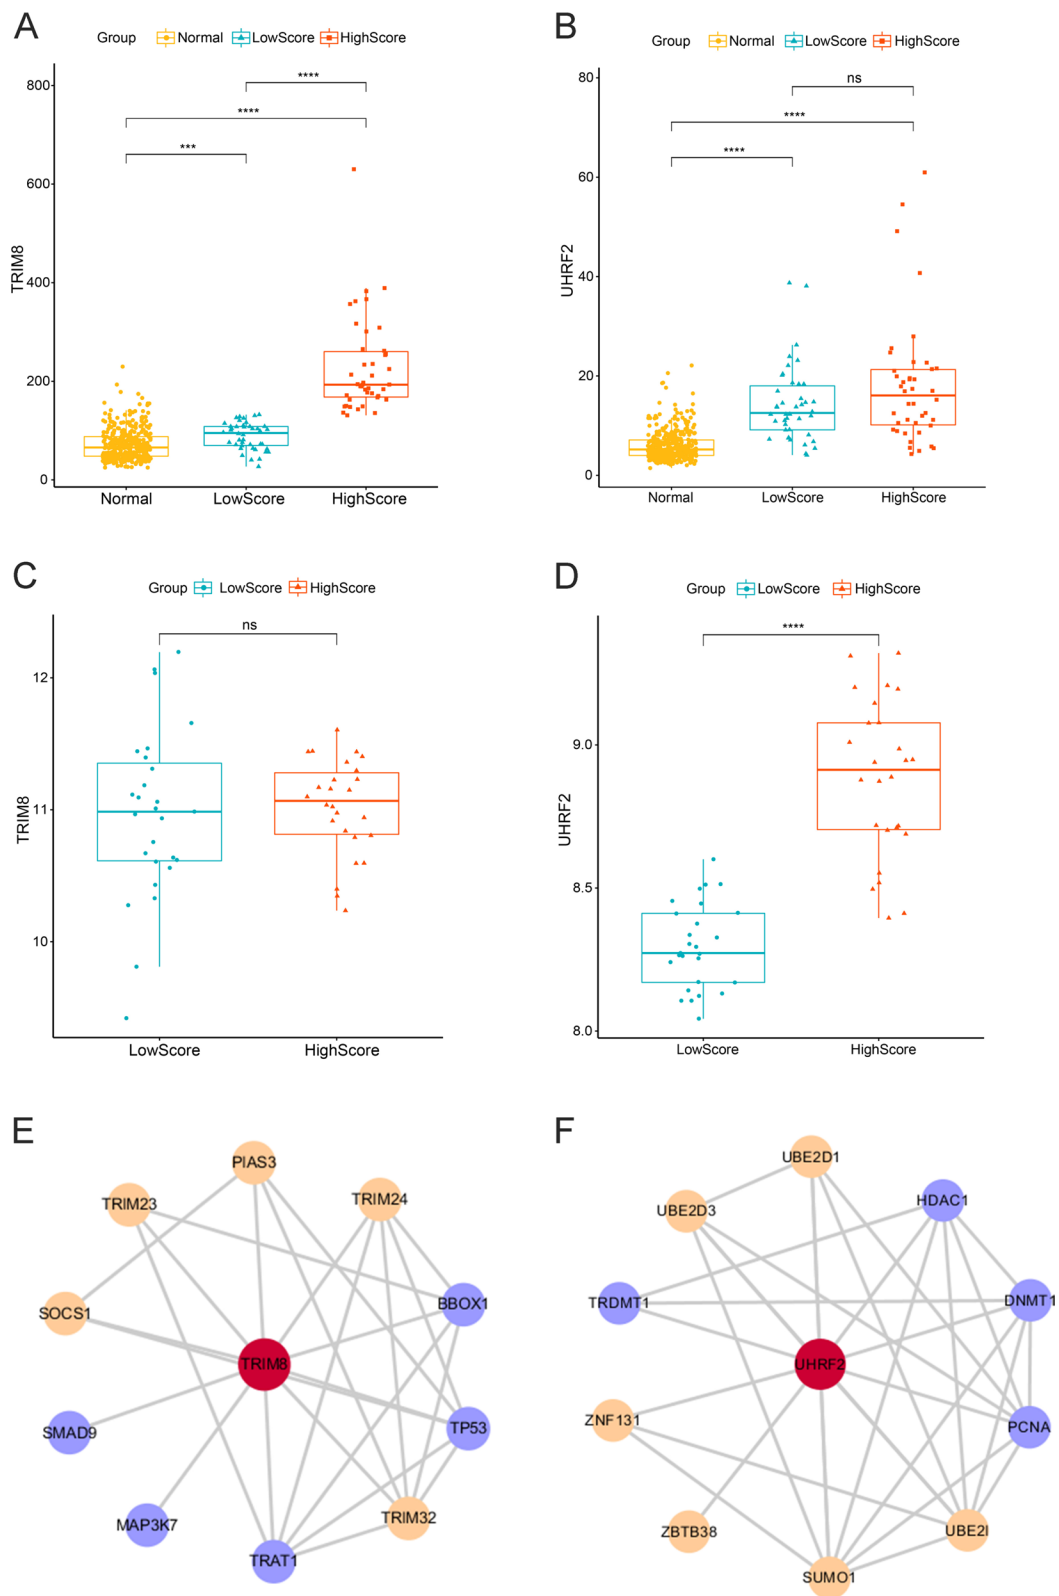 A
Group Normal LowScore HighScore
TRIM8
800
600
400
200
0
****
****
***
Normal LowScore HighScore
B
Group Normal LowScore HighScore
UHRF2
80
60
40
20
0
ns
****
****
Normal LowScore HighScore
C
Group LowScore HighScore
TRIM8
12
11
10
ns
LowScore HighScore
D
Group LowScore HighScore
UHRF2
9.0
8.5
8.0
****
LowScore HighScore
E
PIAS3
TRIM23
TRIM24
SOCS1
BBOX1
TRIM8
SMAD9
TP53
MAP3K7
TRIM32
TRAT1
F
UBE2D1
UBE2D3
HDAC1
TRDMT1
DNMT1
UHRF2
ZNF131
PCNA
ZBTB38
UBE2I
SUMO1